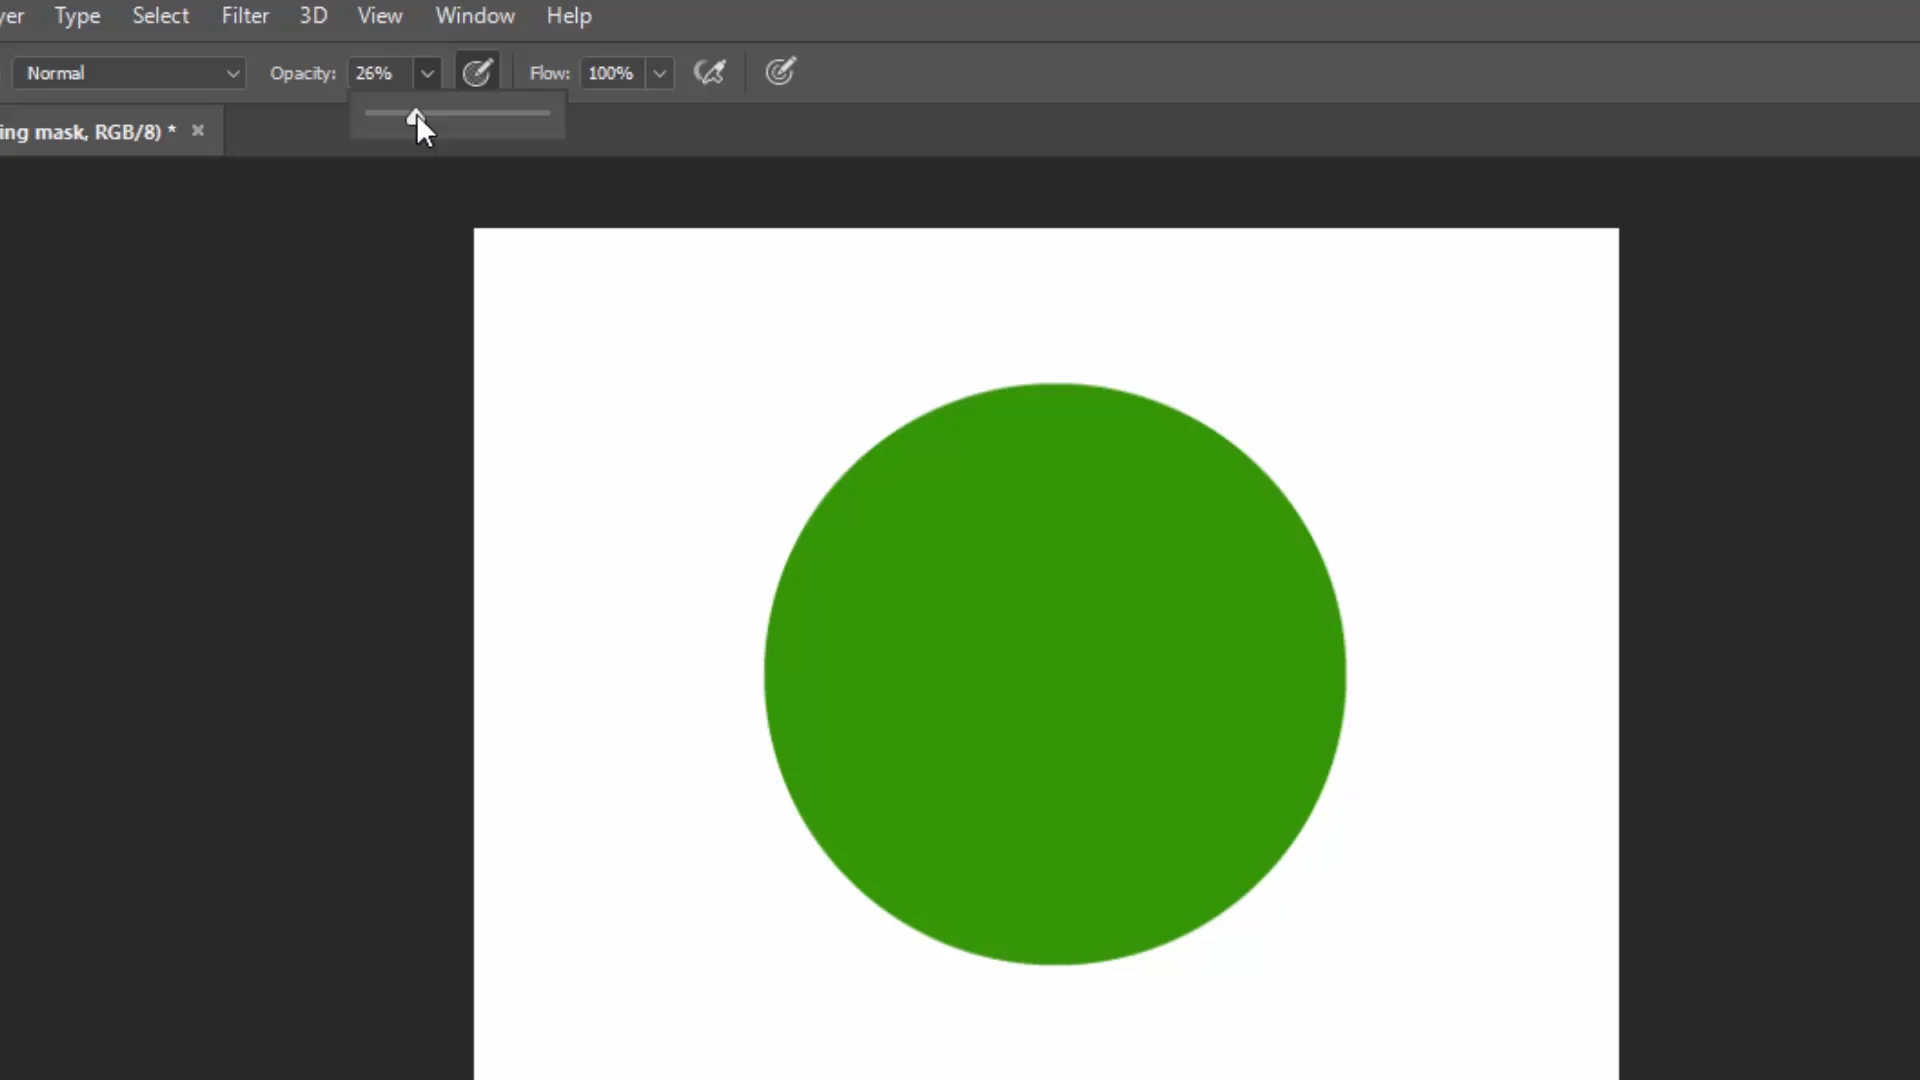 yer Type Select Filter 3D View Window Help
Normal Opacity: 26% Flow: 100%
ing mask, RGB/8) * ×